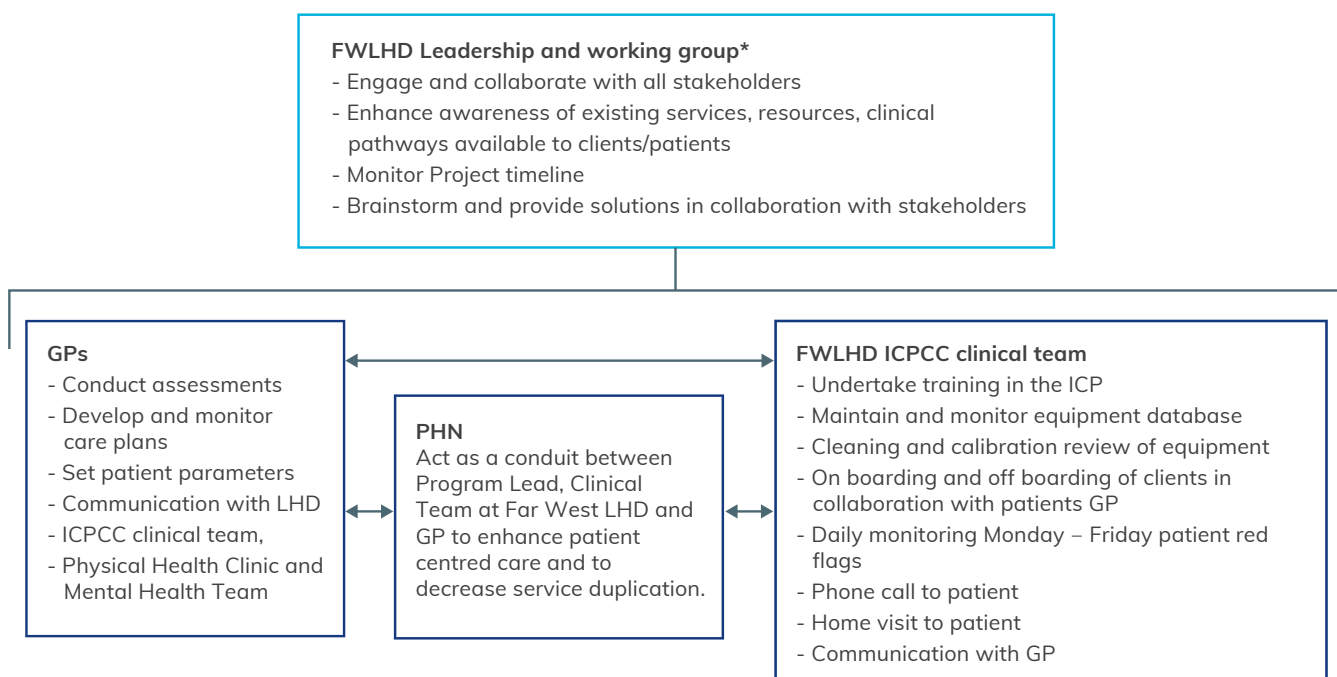 FWLHD Leadership and working group*
- Engage and collaborate with all stakeholders
- Enhance awareness of existing services, resources, clinical
pathways available to clients/patients
- Monitor Project timeline
- Brainstorm and provide solutions in collaboration with stakeholders
GPs
- Conduct assessments
- Develop and monitor
care plans
- Set patient parameters
- Communication with LHD
- ICPCC clinical team,
- Physical Health Clinic and
Mental Health Team
PHN
Act as a conduit between
Program Lead, Clinical
Team at Far West LHD and
GP to enhance patient
centred care and to
decrease service duplication.
FWLHD ICPCC clinical team
- Undertake training in the ICP
- Maintain and monitor equipment database
- Cleaning and calibration review of equipment
- On boarding and off boarding of clients in
collaboration with patients GP
- Daily monitoring Monday – Friday patient red
flags
- Phone call to patient
- Home visit to patient
- Communication with GP